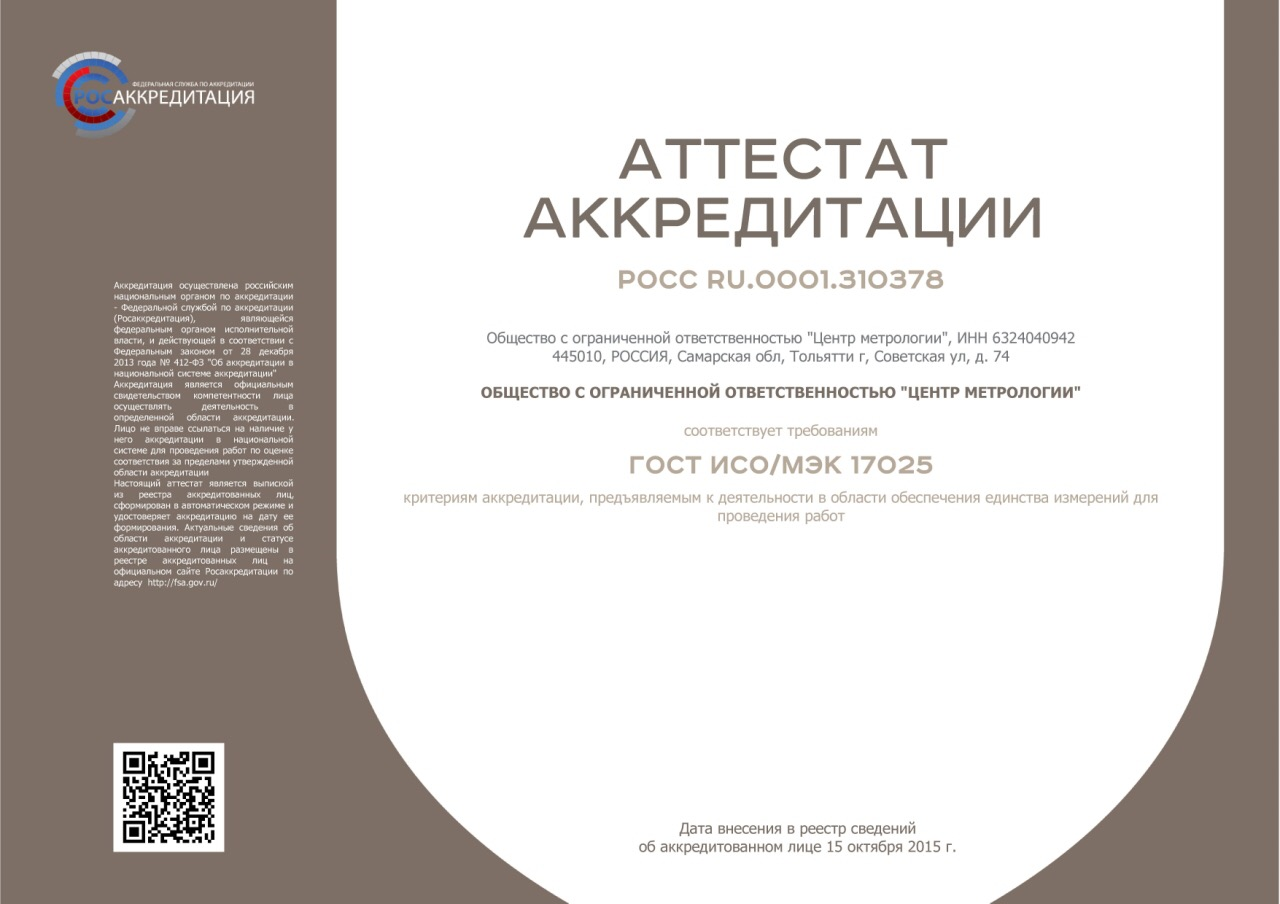 ФЕДЕРАЛЬНАЯ СЛУЖБА ПО АККРЕДИТАЦИИ
РОСАККРЕДИТАЦИЯ
АТТЕСТАТ
АККРЕДИТАЦИИ
РОСС RU.0001.310378
Общество с ограниченной ответственностью "Центр метрологии", ИНН 6324040942
445010, РОССИЯ, Самарская обл, Тольятти г, Советская ул, д. 74
ОБЩЕСТВО С ОГРАНИЧЕННОЙ ОТВЕТСТВЕННОСТЬЮ "ЦЕНТР МЕТРОЛОГИИ"
соответствует требованиям
ГОСТ ИСО/МЭК 17025
критериям аккредитации, предъявляемым к деятельности в области обеспечения единства измерений для
проведения работ
Аккредитация осуществлена российским
национальным органом по аккредитации
- Федеральной службой по аккредитации
(Росаккредитация), являющейся
федеральным органом исполнительной
власти, и действующей в соответствии с
Федеральным законом от 28 декабря
2013 года № 412-ФЗ "Об аккредитации в
национальной системе аккредитации"
Аккредитация является официальным
свидетельством компетентности лица
осуществлять деятельность в
определенной области аккредитации.
Лицо не вправе ссылаться на наличие у
него аккредитации в национальной
системе для проведения работ по оценке
соответствия за пределами утвержденной
области аккредитации
Настоящий аттестат является выпиской
из реестра аккредитованных лиц,
сформирован в автоматическом режиме и
удостоверяет аккредитацию на дату ее
формирования. Актуальные сведения об
области аккредитации и статусе
аккредитованного лица размещены в
реестре аккредитованных лиц на
официальном сайте Росаккредитации по
адресу http://fsa.gov.ru/
Дата внесения в реестр сведений
об аккредитованном лице 15 октября 2015 г.